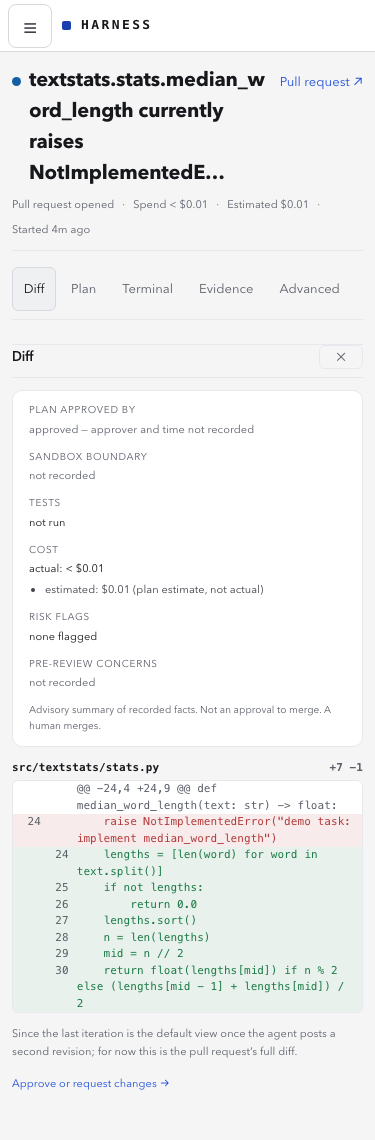 HARNESS
textstats.stats.median_w
ord_length currently
raises
NotImplementedE…
Pull request ↗
Pull request opened · Spend < $0.01 · Estimated $0.01 ·
Started 4m ago
Diff Plan Terminal Evidence Advanced
Diff
PLAN APPROVED BY
approved — approver and time not recorded
SANDBOX BOUNDARY
not recorded
TESTS
not run
COST
actual: < $0.01
• estimated: $0.01 (plan estimate, not actual)
RISK FLAGS
none flagged
PRE-REVIEW CONCERNS
not recorded
Advisory summary of recorded facts. Not an approval to merge. A
human merges.
src/textstats/stats.py +7 −1
@@ -24,4 +24,9 @@ def
median_word_length(text: str) -> float:
24 raise NotImplementedError("demo task:
implement median_word_length")
24 lengths = [len(word) for word in
text.split()]
25 if not lengths:
26 return 0.0
27 lengths.sort()
28 n = len(lengths)
29 mid = n // 2
30 return float(lengths[mid]) if n % 2
else (lengths[mid - 1] + lengths[mid]) /
2
Since the last iteration is the default view once the agent posts a
second revision; for now this is the pull request’s full diff.
Approve or request changes →